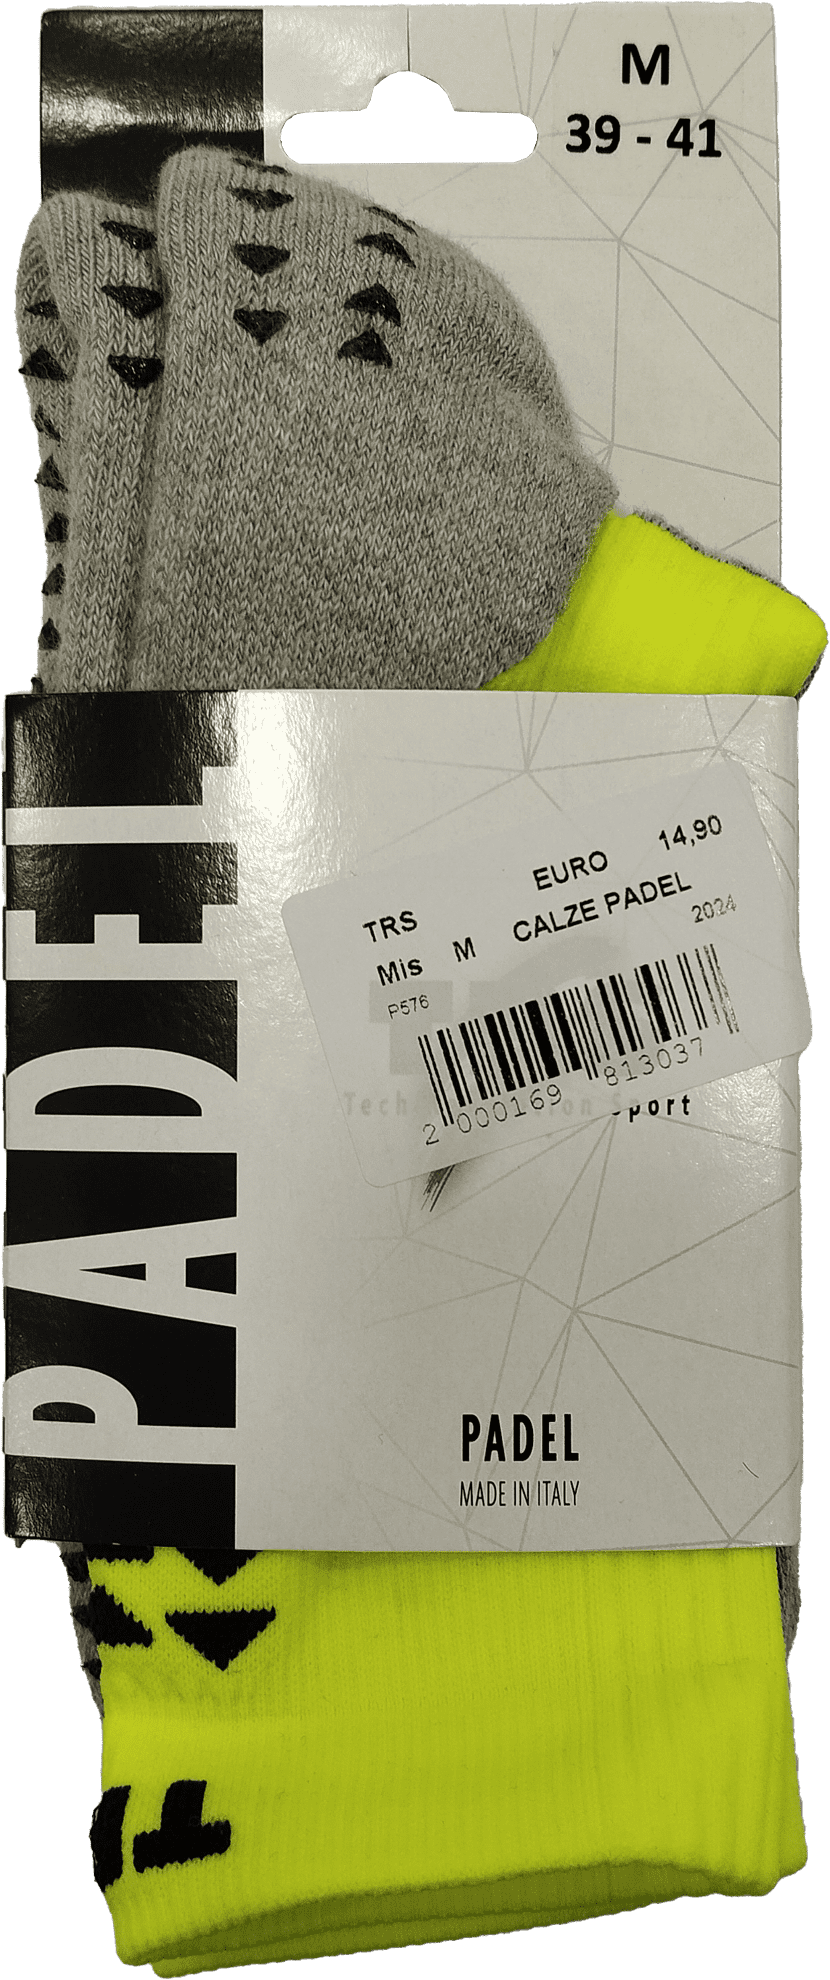 M
39 - 41
PADEL
EURO 14,90
TRS CALZE PADEL
Mis M 2024
P576
2 000169 813037
Sport
PADEL
MADE IN ITALY